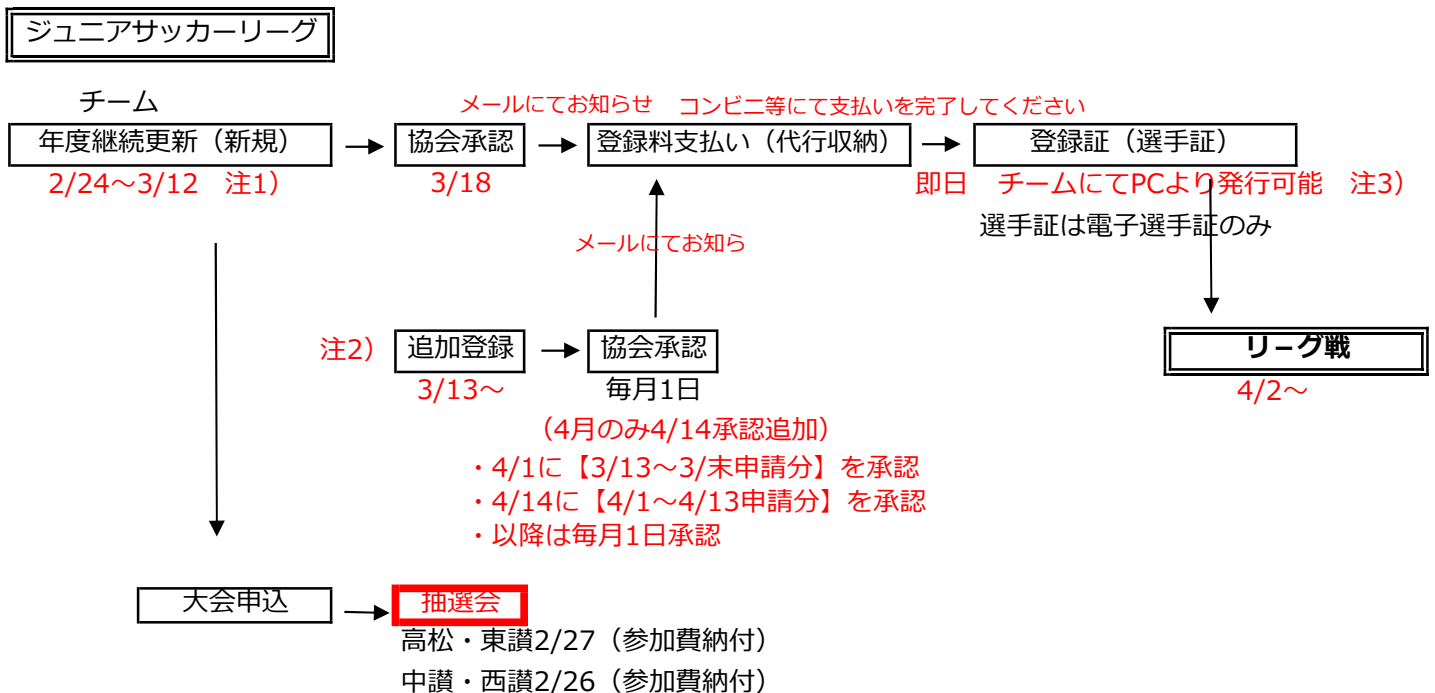 ジュニアサッカーリーグ
チーム
メールにてお知らせ　コンビニ等にて支払いを完了してください
年度継続更新（新規）　協会承認　登録料支払い（代行収納）　登録証（選手証）
2/24～3/12　注1）　3/18　即日　チームにてPCより発行可能　注3）
選手証は電子選手証のみ
メールにてお知ら
注2）　追加登録　協会承認　リーグ戦
3/13～　毎月1日　4/2～
（4月のみ4/14承認追加）
・4/1に【3/13～3/末申請分】を承認
・4/14に【4/1～4/13申請分】を承認
・以降は毎月1日承認
大会申込　抽選会
高松・東讃2/27（参加費納付）
中讃・西讃2/26（参加費納付）